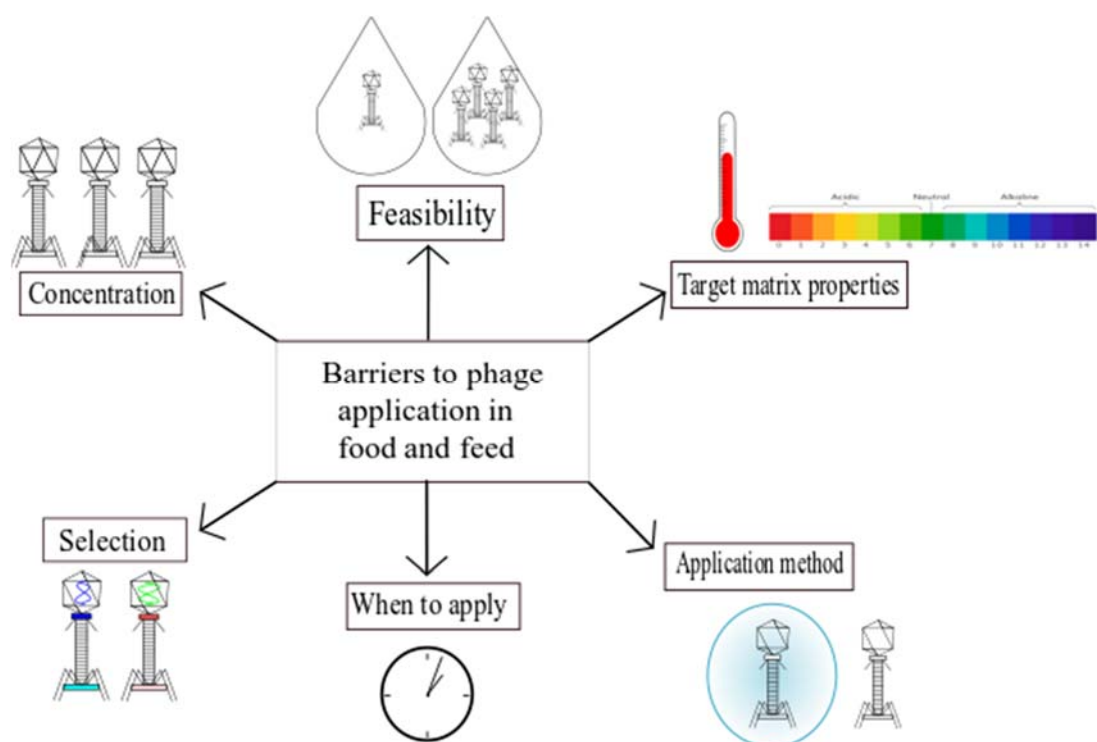 Feasibility
Concentration
Acidic Neutral Alkaline
0 1 2 3 4 5 6 7 8 9 10 11 12 13 14
Target matrix properties
Barriers to phage
application in
food and feed
Selection
When to apply
Application method